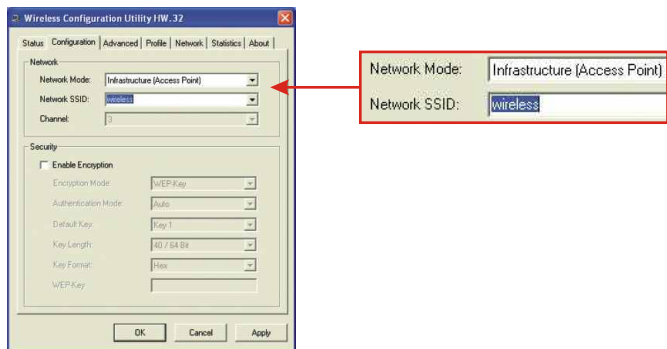 Wireless Configuration Utility HW.32
Status Configuration Advanced Profile Network Statistics About
Network
Network Mode: Infrastructure (Access Point)
Network SSID: wireless
Channel: 3
Security
Enable Encryption
Encryption Mode: WEP-Key
Authentication Mode: Auto
Default Key: Key 1
Key Length: 40 / 64 Bit
Key Format: Hex
WEP-Key
OK Cancel Apply
Network Mode: Infrastructure (Access Point)
Network SSID: wireless